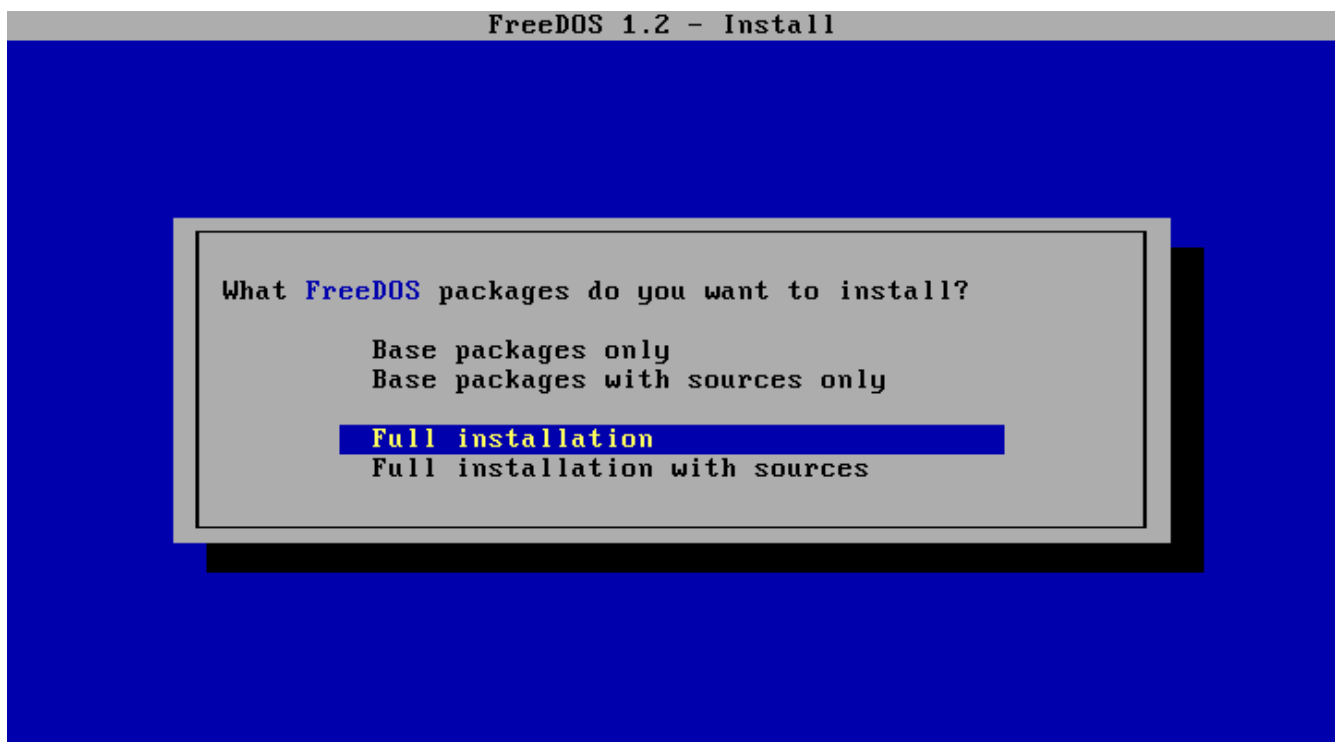 FreeDOS 1.2 - Install
What FreeDOS packages do you want to install?
Base packages only
Base packages with sources only
Full installation
Full installation with sources